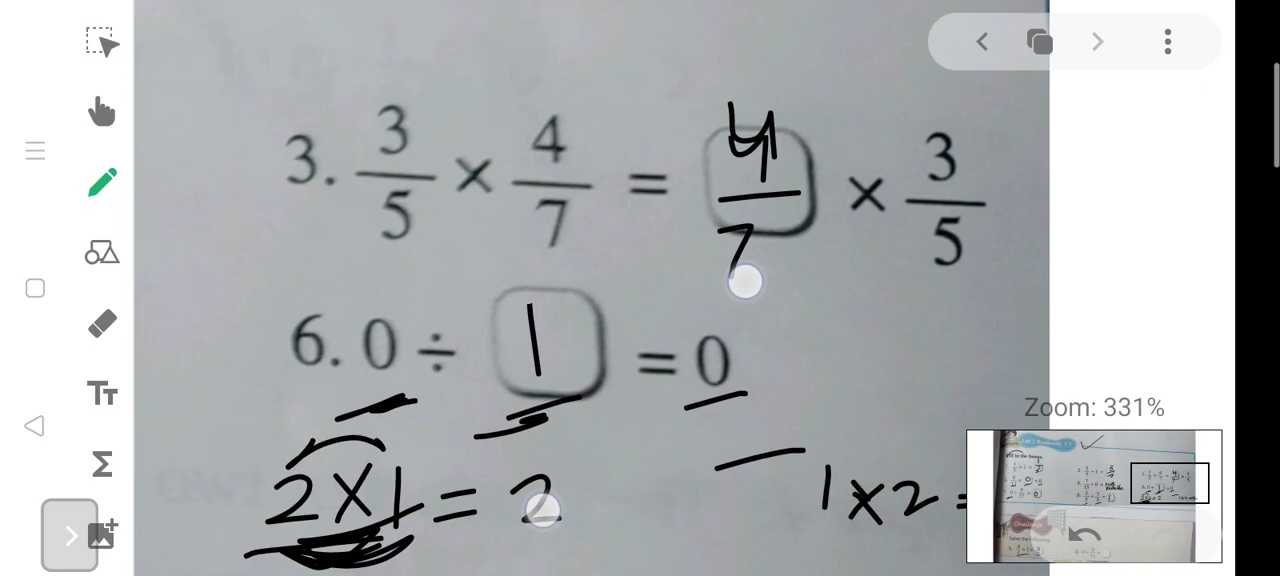 3. 3/5 × 4/7 = 4/7 × 3/5
6. 0 ÷ 1 = 0
2×1 = 2
1×2 =
Tt
Σ
Zoom: 331%